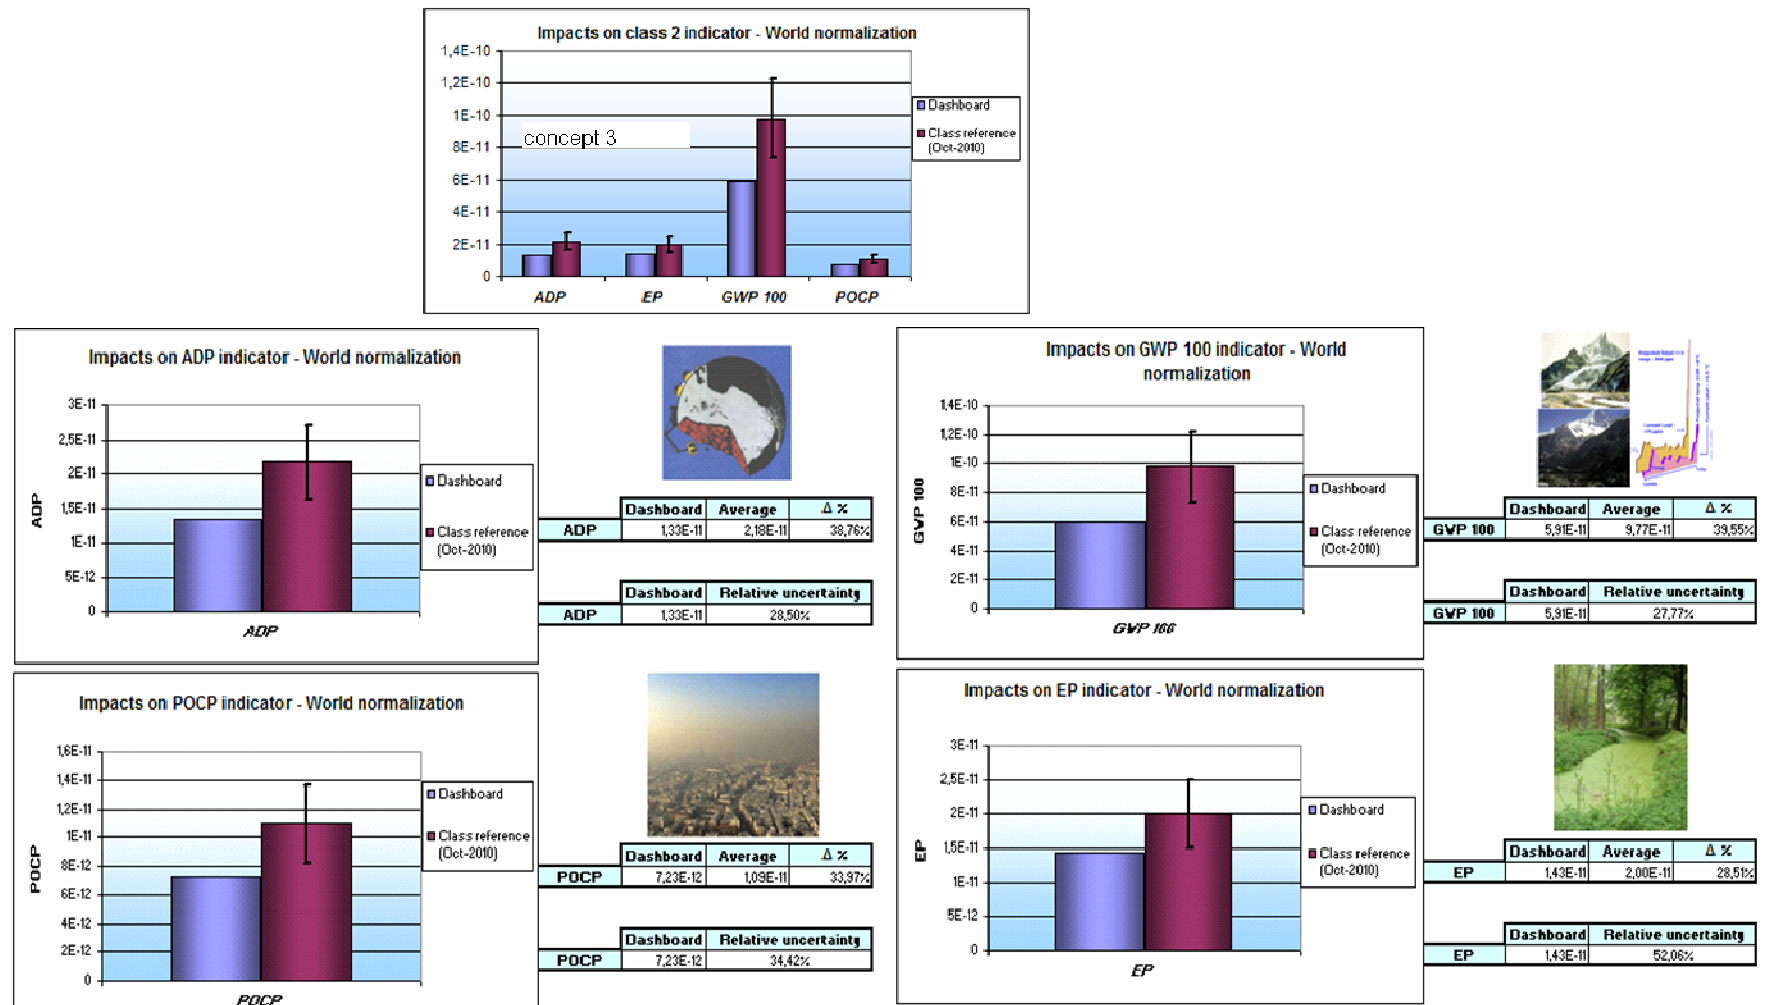 Impacts on class 2 indicator - World normalization
1,4E-10
1,2E-10
1E-10
8E-11
6E-11
4E-11
2E-11
0
concept 3
ADP EP GWP 100 POCP
Dashboard
Class reference
(Oct-2010)
Impacts on ADP indicator - World normalization
3E-11
2,5E-11
2E-11
1,5E-11
1E-11
5E-12
0
ADP
ADP
Dashboard
Class reference
(Oct-2010)
Dashboard Average Δ %
ADP 1,33E-11 2,18E-11 38,76%
Dashboard Relative uncertainty
ADP 1,33E-11 28,50%
Impacts on GWP 100 indicator - World
normalization
1,4E-10
1,2E-10
1E-10
8E-11
6E-11
4E-11
2E-11
0
GWP 100
GWP 100
Dashboard
Class reference
(Oct-2010)
Dashboard Average Δ %
GWP 100 5,91E-11 9,77E-11 39,55%
Dashboard Relative uncertainty
GWP 100 5,91E-11 27,77%
Impacts on POCP indicator - World normalization
1,6E-11
1,4E-11
1,2E-11
1E-11
8E-12
6E-12
4E-12
2E-12
0
POCP
POCP
Dashboard
Class reference
(Oct-2010)
Dashboard Average Δ %
POCP 7,23E-12 1,09E-11 33,97%
Dashboard Relative uncertainty
POCP 7,23E-12 34,42%
Impacts on EP indicator - World normalization
3E-11
2,5E-11
2E-11
1,5E-11
1E-11
5E-12
0
EP
EP
Dashboard
Class reference
(Oct-2010)
Dashboard Average Δ %
EP 1,43E-11 2,00E-11 28,51%
Dashboard Relative uncertainty
EP 1,43E-11 52,06%